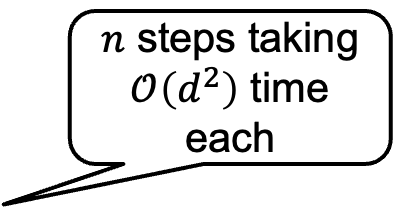 𝑛 steps taking
𝒪(𝑑²) time
each